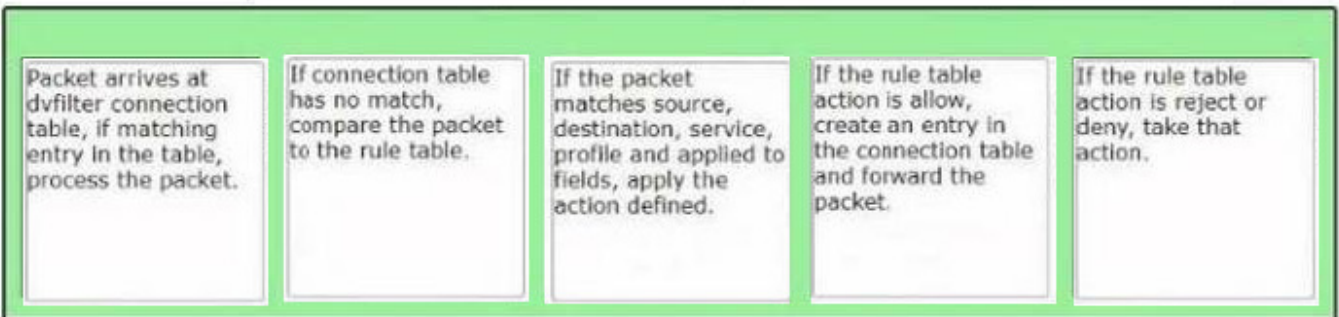 Packet arrives at
dvfilter connection
table, if matching
entry in the table,
process the packet.
If connection table
has no match,
compare the packet
to the rule table.
If the packet
matches source,
destination, service,
profile and applied to
fields, apply the
action defined.
If the rule table
action is allow,
create an entry in
the connection table
and forward the
packet.
If the rule table
action is reject or
deny, take that
action.